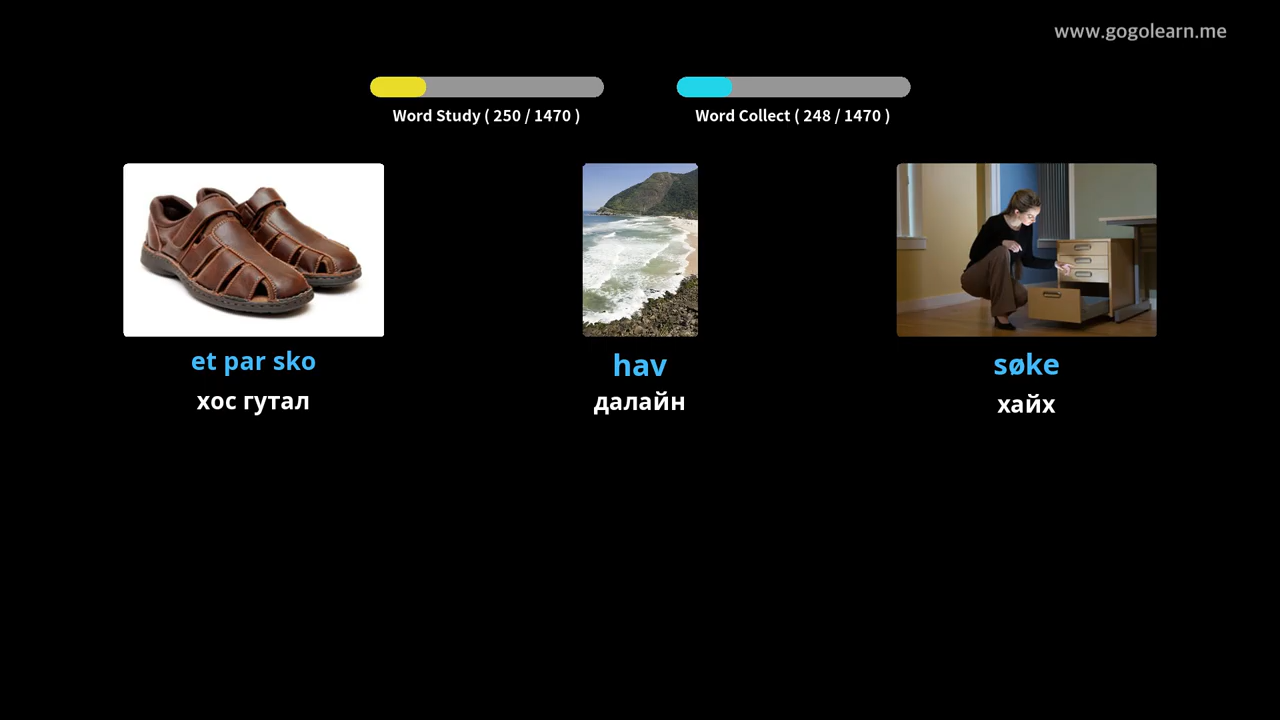 www.gogolearn.me
Word Study ( 250 / 1470 )
Word Collect ( 248 / 1470 )
et par sko
хос гутал
hav
далайн
søke
хайх